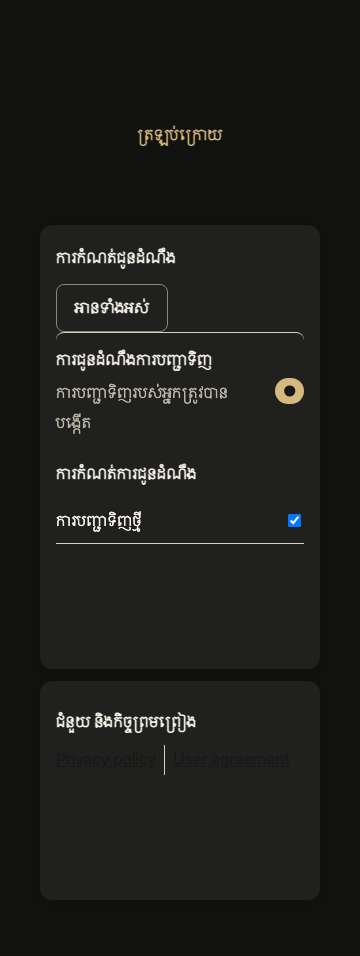 ត្រឡប់ក្រោយ
ការកំណត់ជូនដំណឹង
អានទាំងអស់
ការជូនដំណឹងការបញ្ជាទិញ
ការបញ្ជាទិញរបស់អ្នកត្រូវបាន
បង្កើត
ការកំណត់ការជូនដំណឹង
ការបញ្ជាទិញថ្មី
ជំនួយ និងកិច្ចព្រមព្រៀង
Privacy policy User agreement